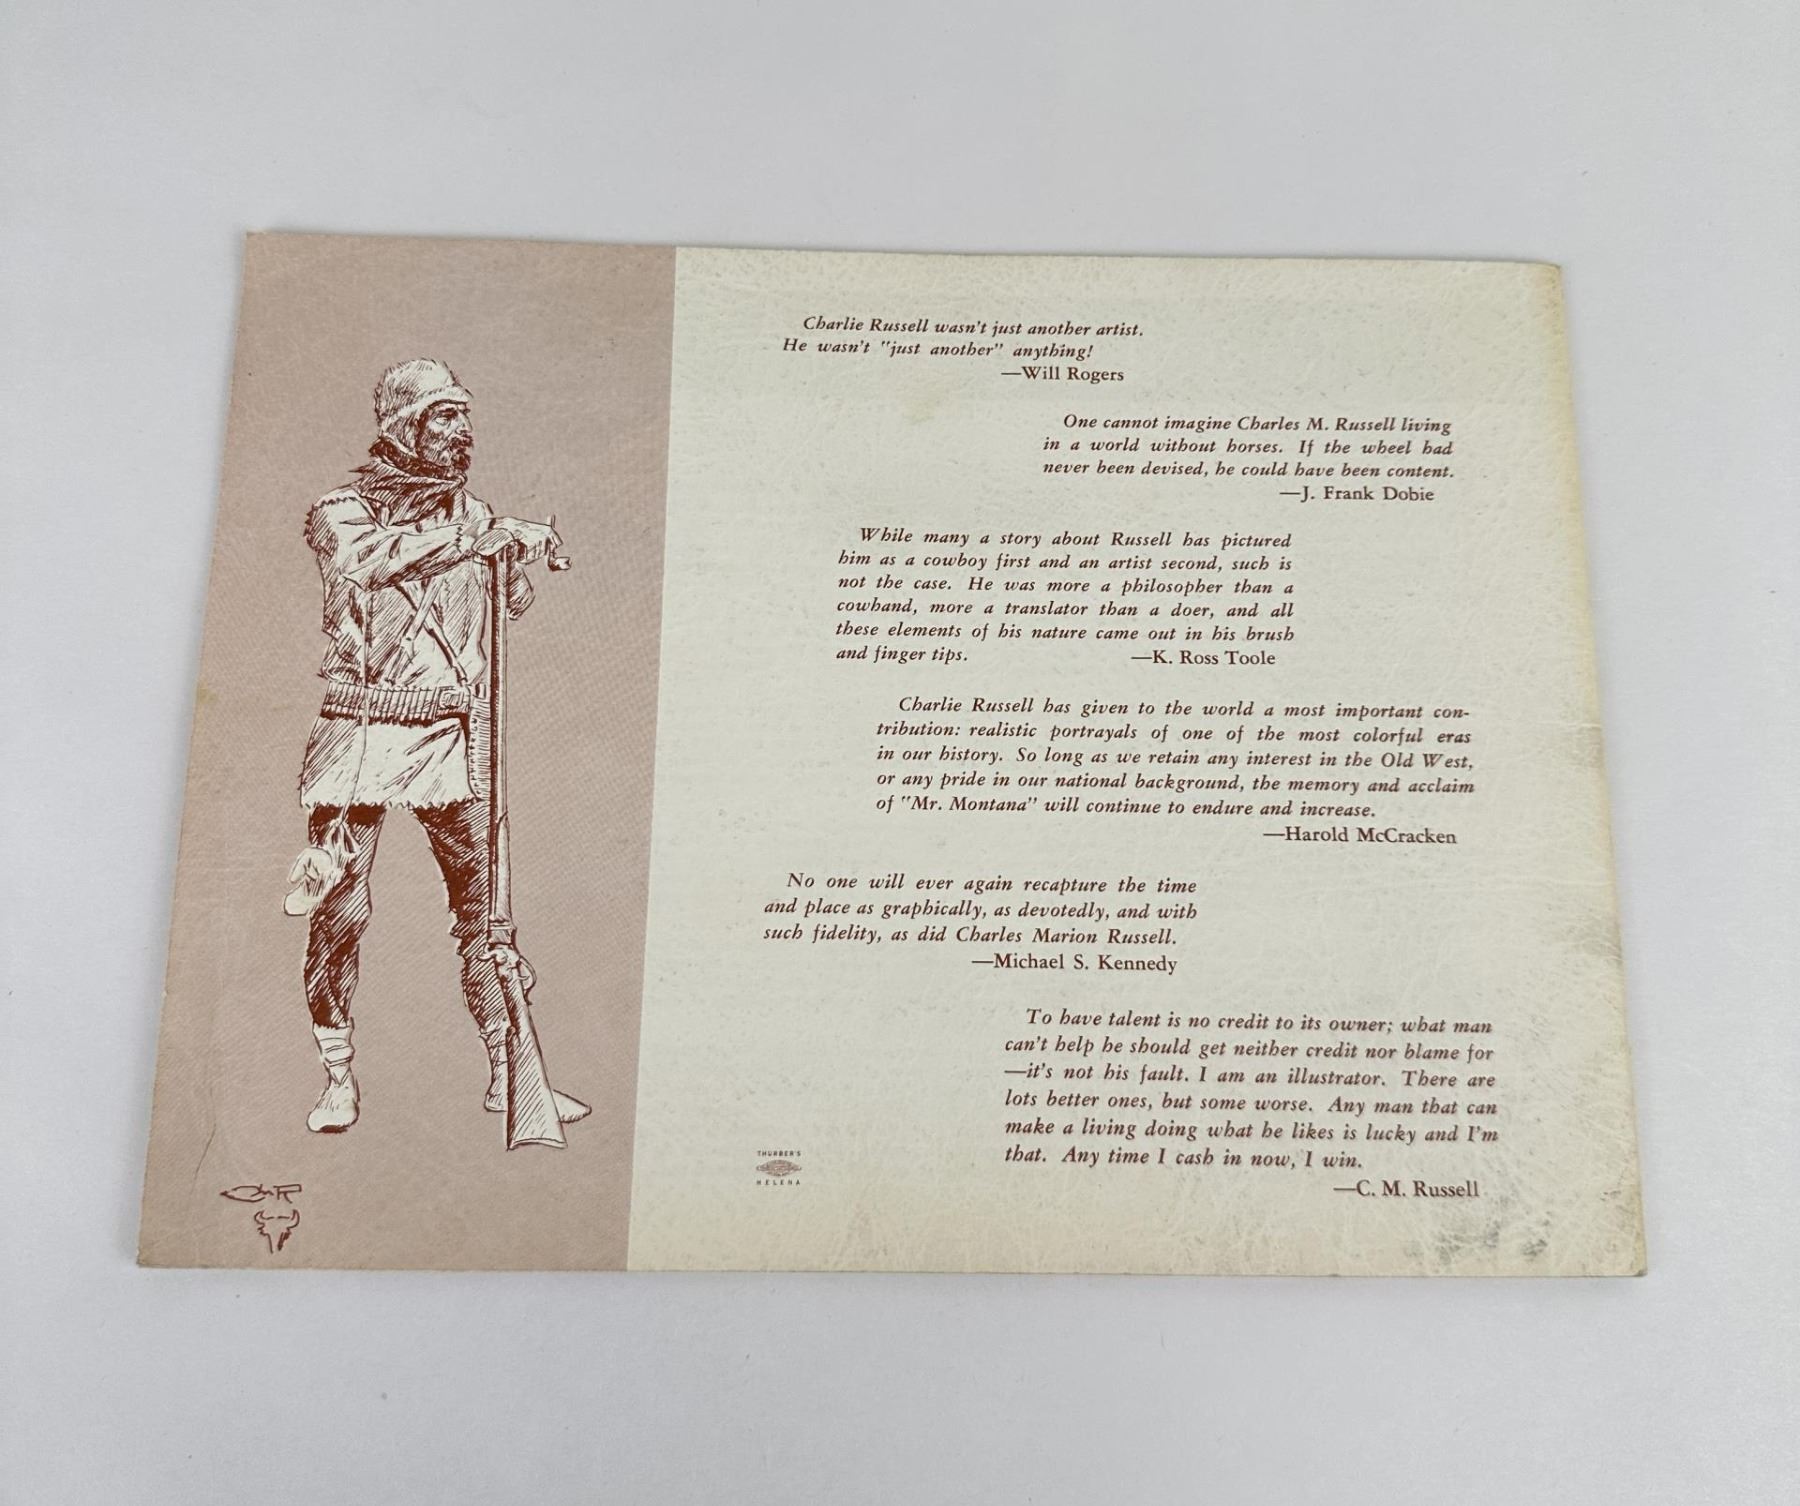 Charlie Russell wasn't just another artist.
He wasn't "just another" anything!
—Will Rogers
One cannot imagine Charles M. Russell living
in a world without horses. If the wheel had
never been devised, he could have been content.
—J. Frank Dobie
While many a story about Russell has pictured
him as a cowboy first and an artist second, such is
not the case. He was more a philosopher than a
cowhand, more a translator than a doer, and all
these elements of his nature came out in his brush
and finger tips. —K. Ross Toole
Charlie Russell has given to the world a most important con-
tribution: realistic portrayals of one of the most colorful eras
in our history. So long as we retain any interest in the Old West,
or any pride in our national background, the memory and acclaim
of "Mr. Montana" will continue to endure and increase.
—Harold McCracken
No one will ever again recapture the time
and place as graphically, as devotedly, and with
such fidelity, as did Charles Marion Russell.
—Michael S. Kennedy
To have talent is no credit to its owner; what man
can't help he should get neither credit nor blame for
—it's not his fault. I am an illustrator. There are
lots better ones, but some worse. Any man that can
make a living doing what he likes is lucky and I'm
that. Any time I cash in now, I win.
—C. M. Russell
THURBER'S
HELENA
CMR